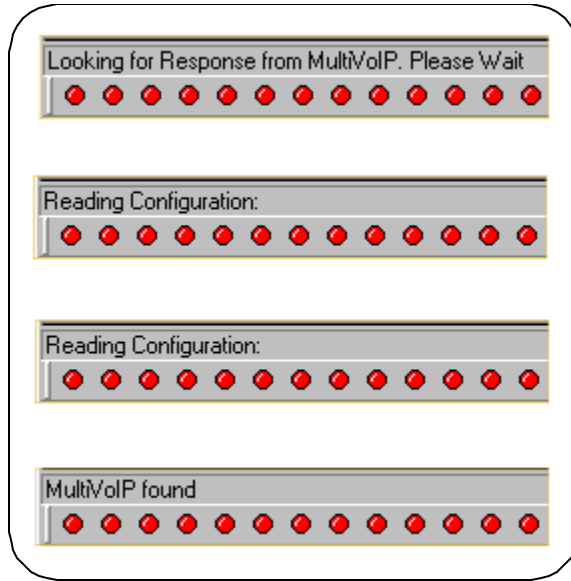 Looking for Response from MultiVoIP. Please Wait
Reading Configuration:
Reading Configuration:
MultiVoIP found